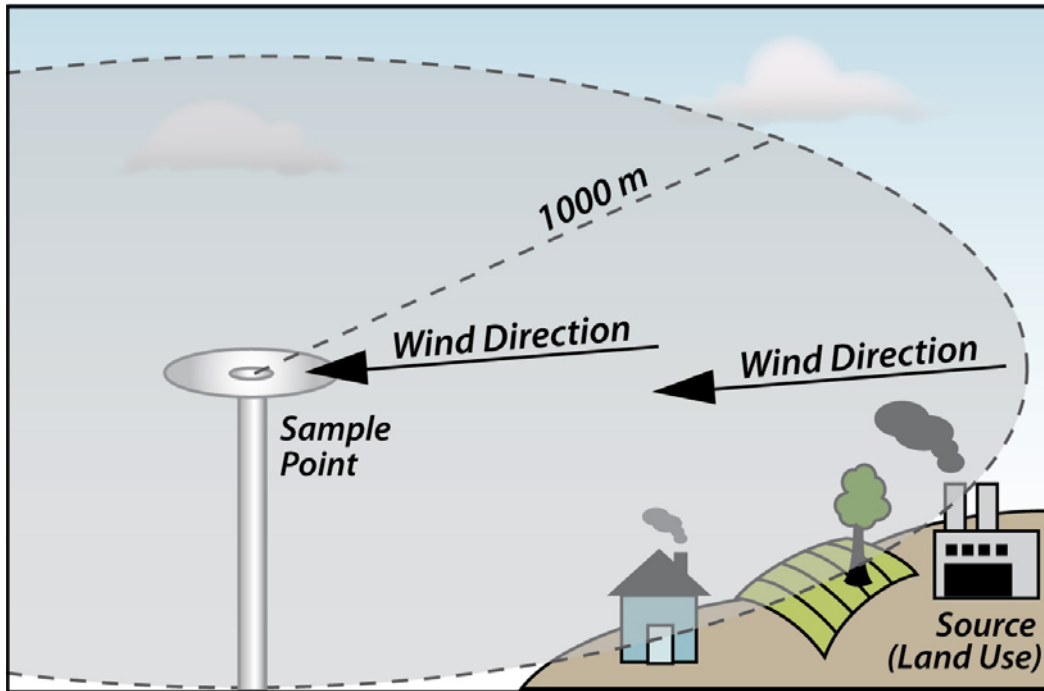 1000 m
Wind Direction
Wind Direction
Sample
Point
Source
(Land Use)